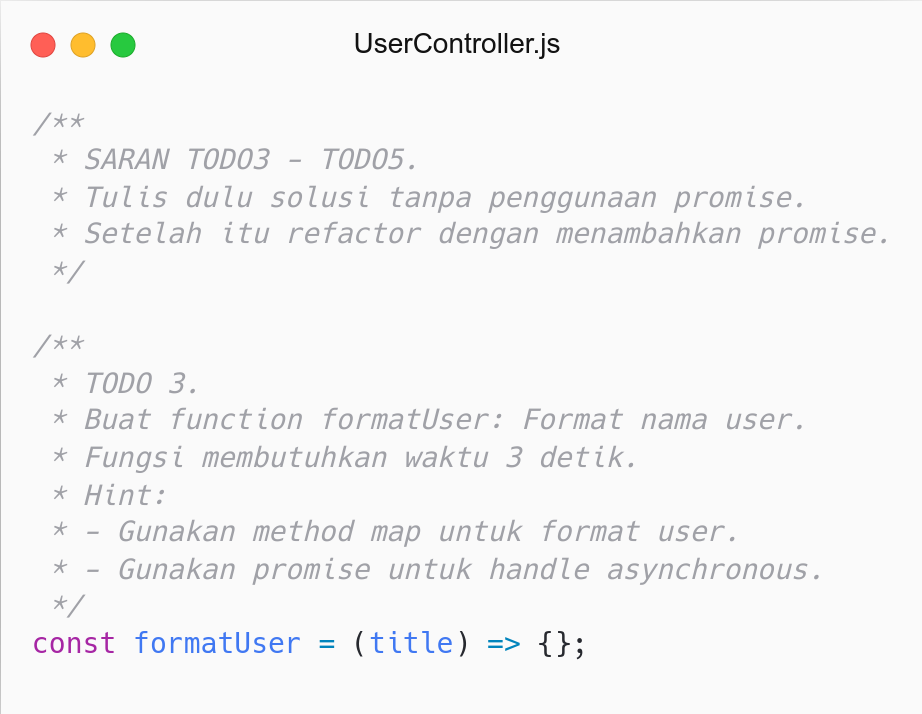 UserController.js
/**
 * SARAN TODO3 – TODO5.
 * Tulis dulu solusi tanpa penggunaan promise.
 * Setelah itu refactor dengan menambahkan promise.
 */
/**
 * TODO 3.
 * Buat function formatUser: Format nama user.
 * Fungsi membutuhkan waktu 3 detik.
 * Hint:
 * – Gunakan method map untuk format user.
 * – Gunakan promise untuk handle asynchronous.
 */
const formatUser = (title) => {};